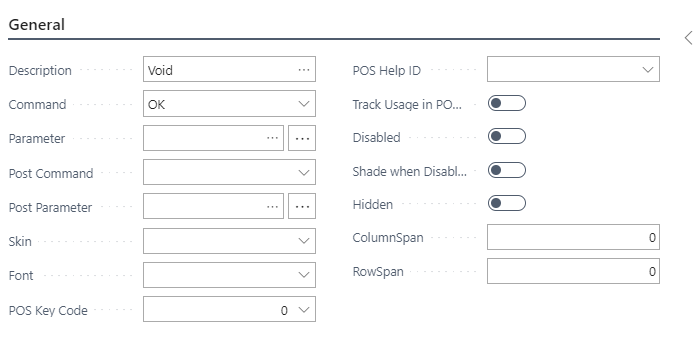 General
Description Void ...
Command OK
Parameter ... ...
Post Command
Post Parameter ... ...
Skin
Font
POS Key Code 0
POS Help ID
Track Usage in PO...
Disabled
Shade when Disabl...
Hidden
ColumnSpan 0
RowSpan 0